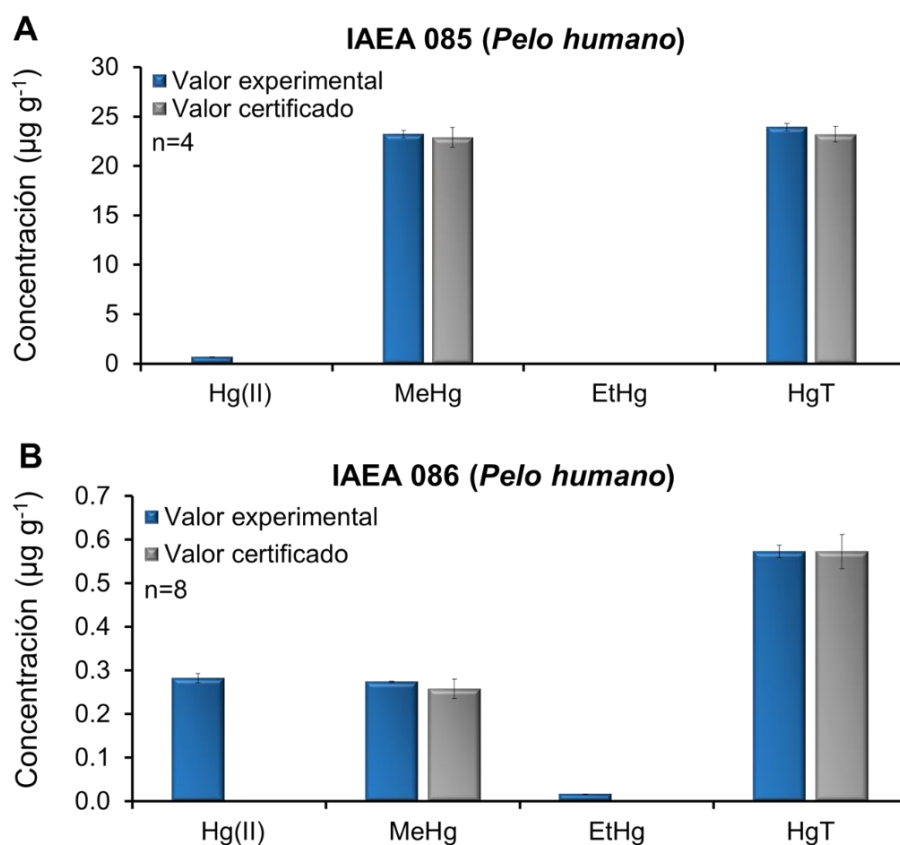 A
IAEA 085 (Pelo humano)
Concentración (µg g-1)
30
25
20
15
10
5
0
Valor experimental
Valor certificado
n=4
Hg(II) MeHg EtHg HgT
B
IAEA 086 (Pelo humano)
Concentración (µg g-1)
0.7
0.6
0.5
0.4
0.3
0.2
0.1
0.0
Valor experimental
Valor certificado
n=8
Hg(II) MeHg EtHg HgT